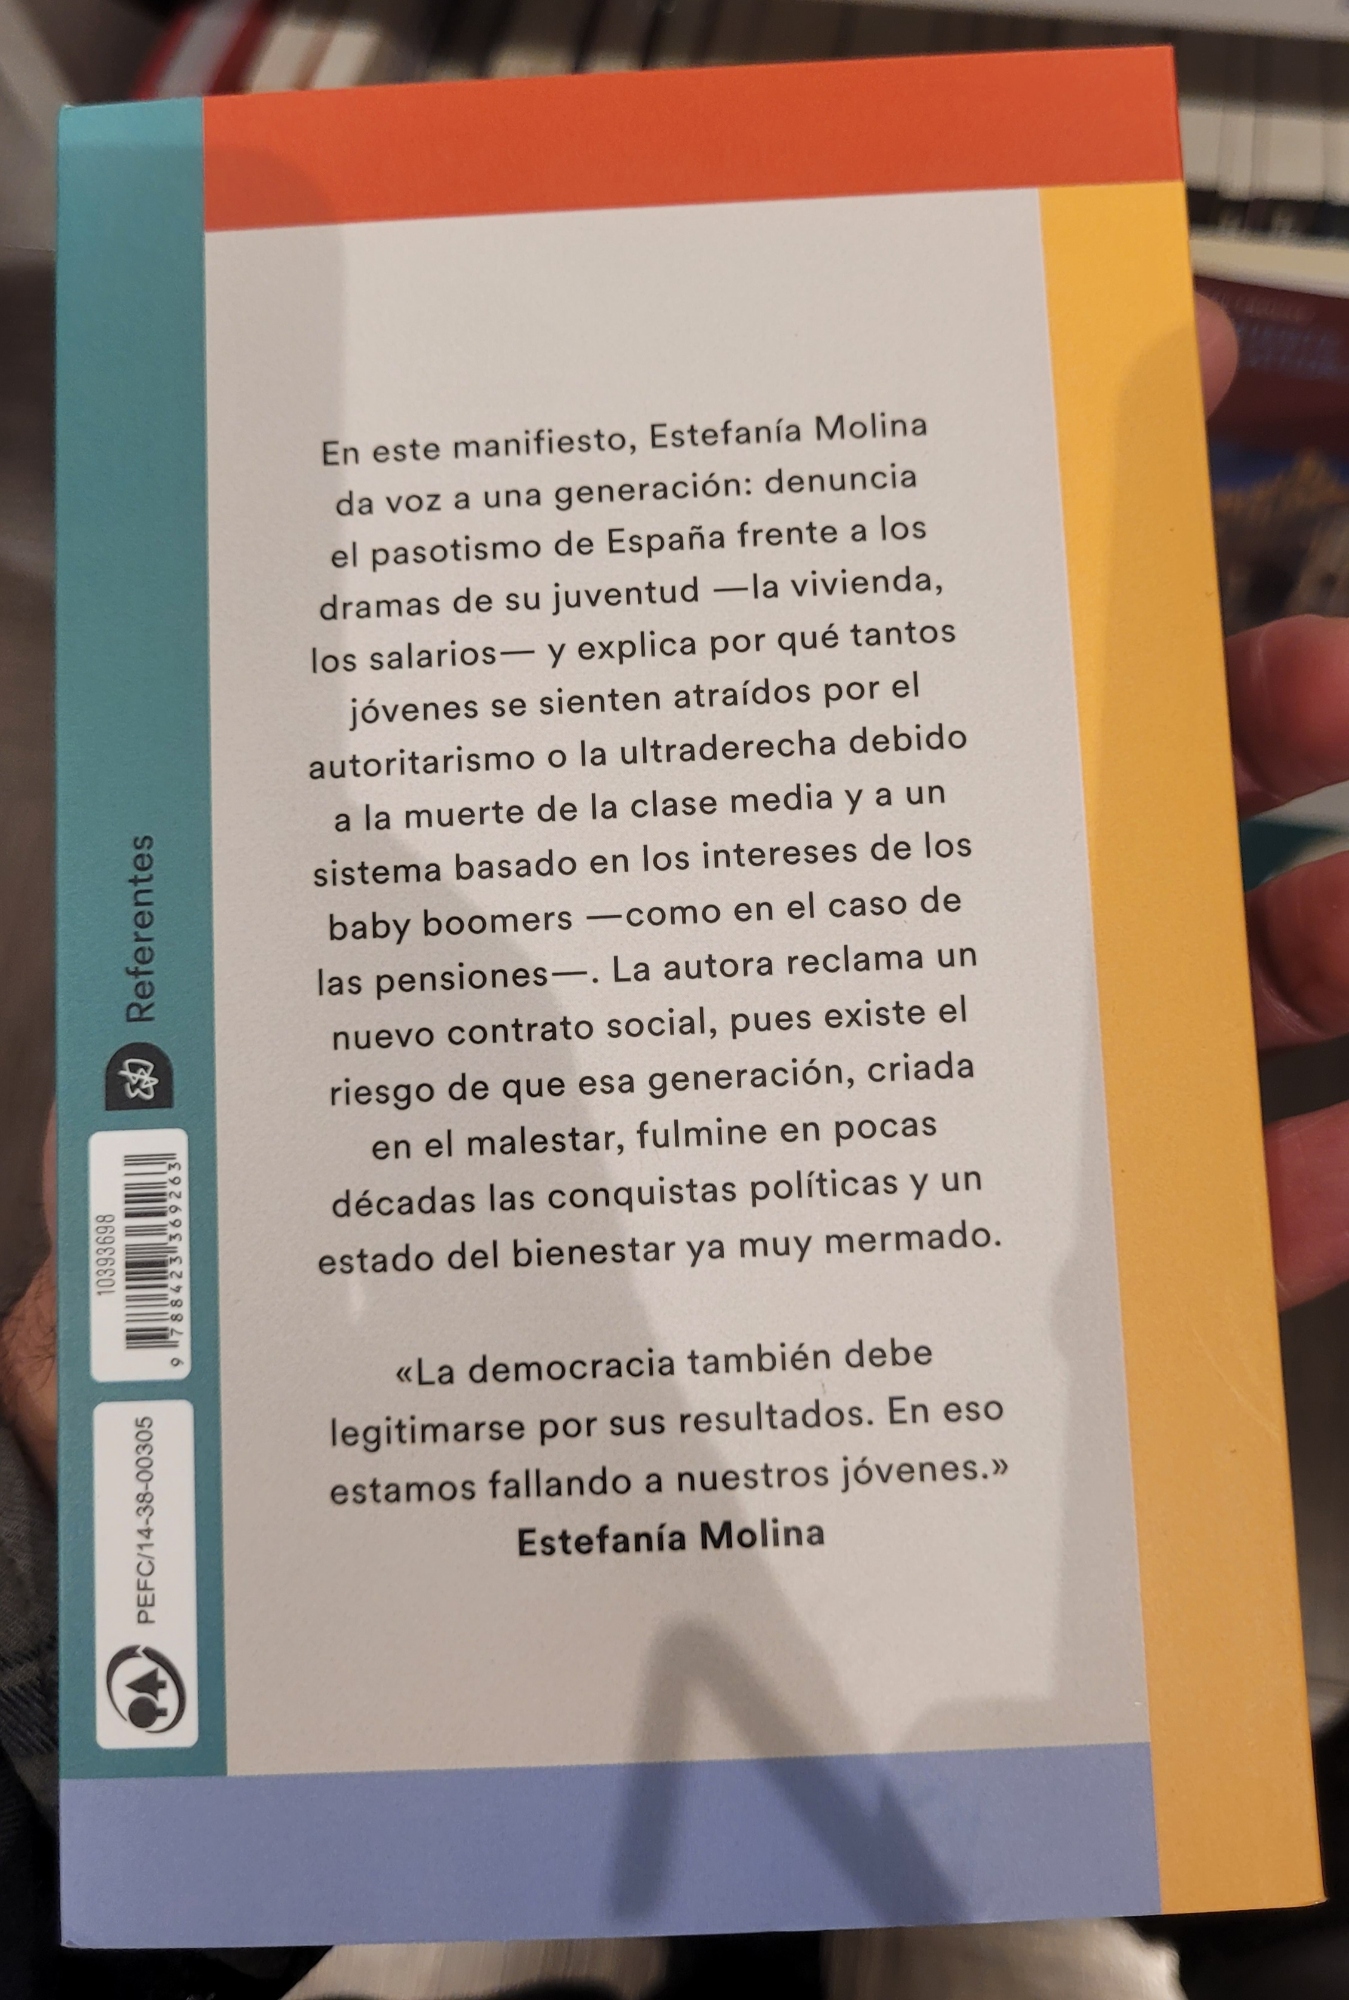 En este manifiesto, Estefanía Molina
da voz a una generación: denuncia
el pasotismo de España frente a los
dramas de su juventud —la vivienda,
los salarios— y explica por qué tantos
jóvenes se sienten atraídos por el
autoritarismo o la ultraderecha debido
a la muerte de la clase media y a un
sistema basado en los intereses de los
baby boomers —como en el caso de
las pensiones—. La autora reclama un
nuevo contrato social, pues existe el
riesgo de que esa generación, criada
en el malestar, fulmine en pocas
décadas las conquistas políticas y un
estado del bienestar ya muy mermado.
«La democracia también debe
legitimarse por sus resultados. En eso
estamos fallando a nuestros jóvenes.»
Estefanía Molina
Referentes
10393698
9 788423 369263
PEFC/14-38-00305